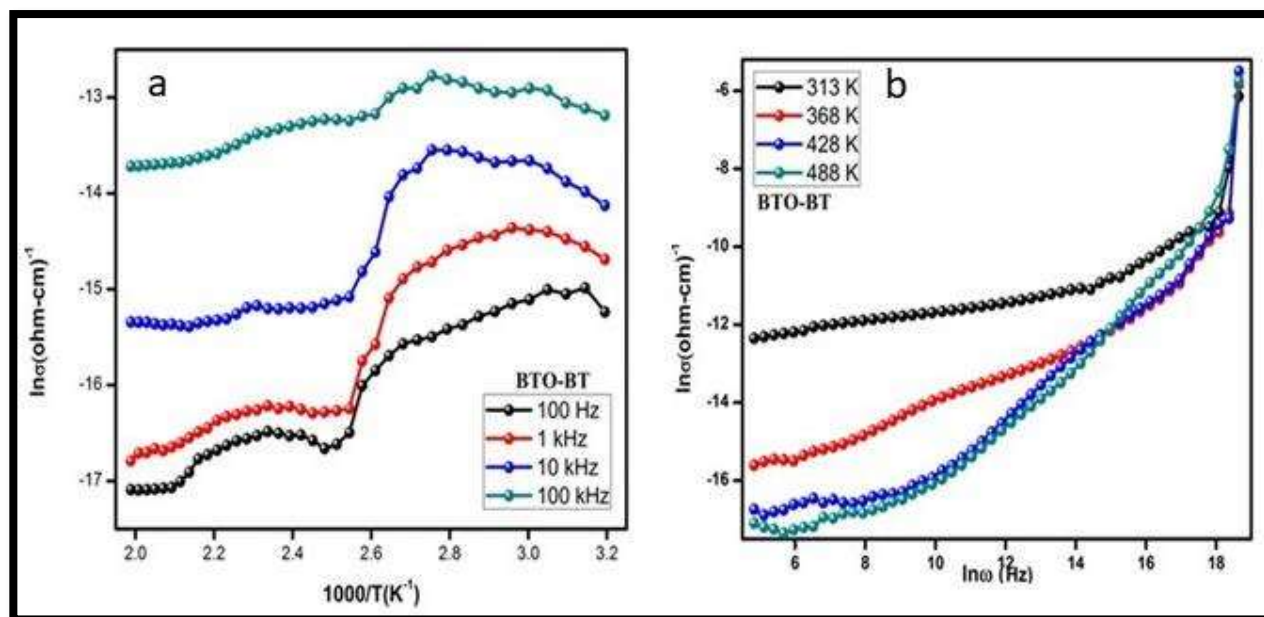 a
-13
-14
-15
-16
-17
lnσ(ohm-cm)⁻¹
BTO-BT
100 Hz
1 kHz
10 kHz
100 kHz
2.0 2.2 2.4 2.6 2.8 3.0 3.2
1000/T(K⁻¹)
b
313 K
368 K
428 K
488 K
BTO-BT
-6
-8
-10
-12
-14
-16
lnσ(ohm-cm)⁻¹
6 8 10 12 14 16 18
lnω (Hz)